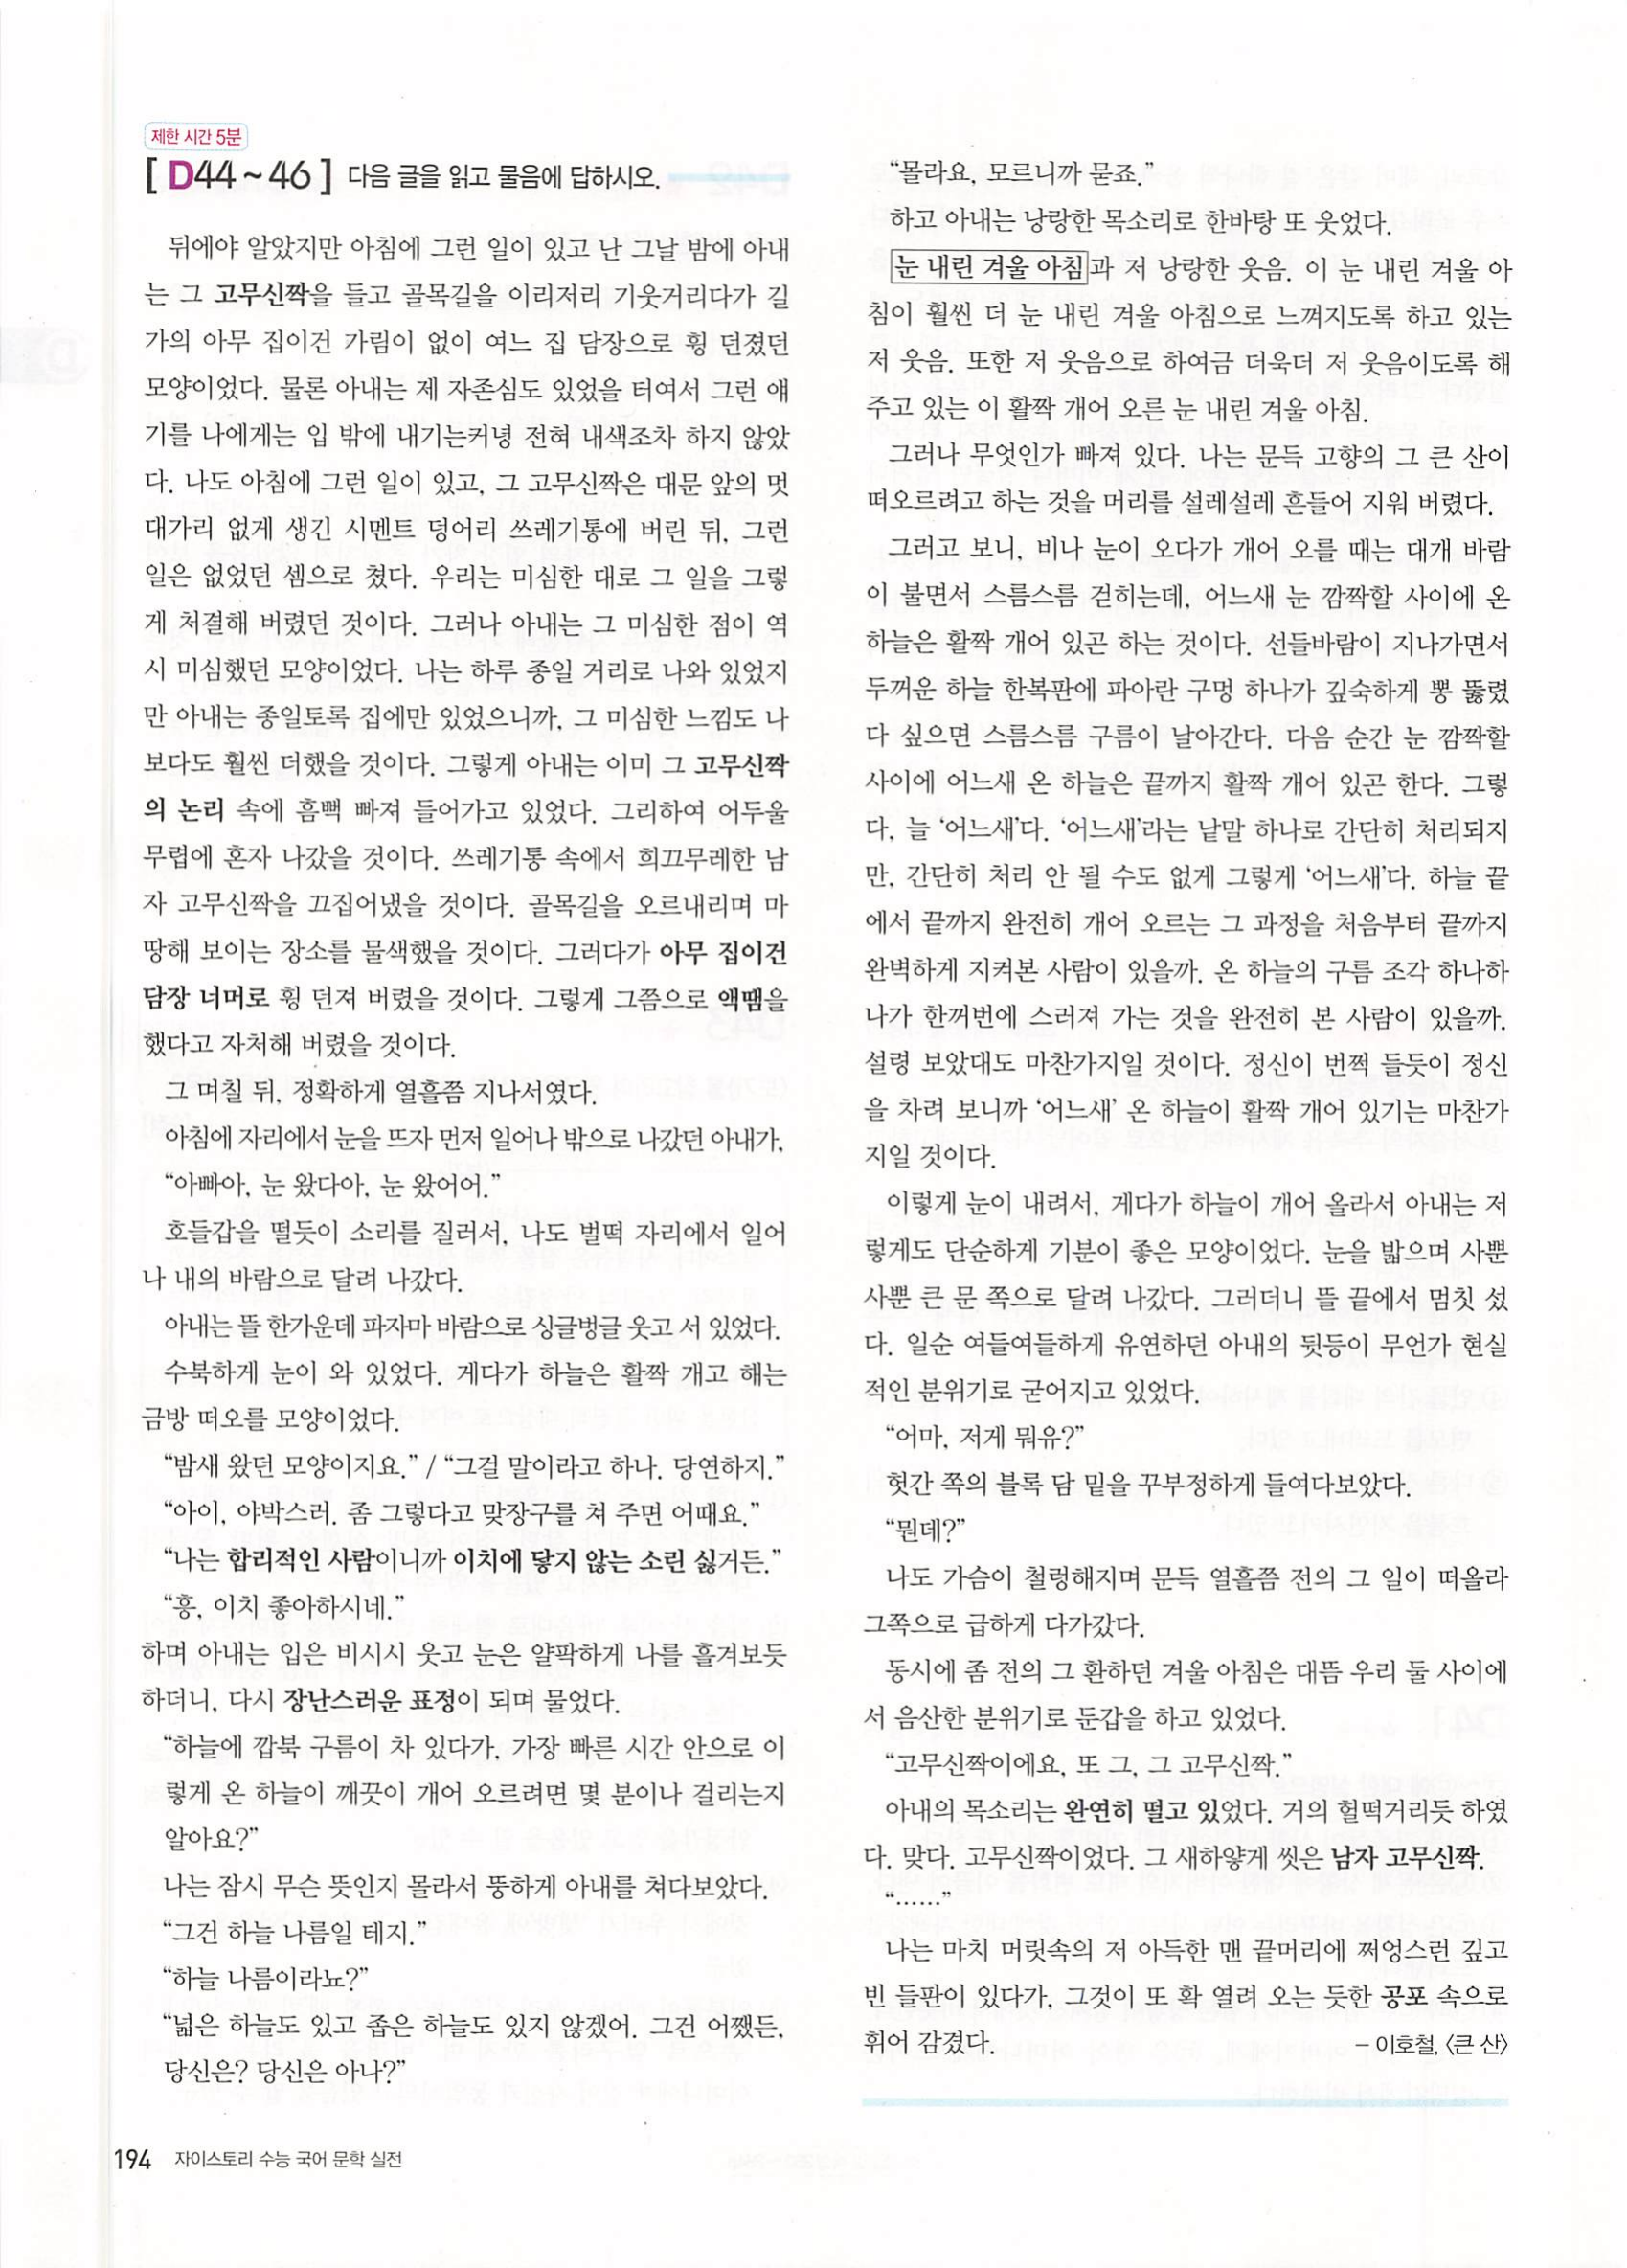 제한 시간 5분
[ D44 ~ 46 ] 다음 글을 읽고 물음에 답하시오.
뒤에야 알았지만 아침에 그런 일이 있고 난 그날 밤에 아내
는 그 고무신짝을 들고 골목길을 이리저리 기웃거리다가 길
가의 아무 집이건 가림이 없이 여느 집 담장으로 휭 던졌던
모양이었다. 물론 아내는 제 자존심도 있었을 터여서 그런 얘
기를 나에게는 입 밖에 내기는커녕 전혀 내색조차 하지 않았
다. 나도 아침에 그런 일이 있고, 그 고무신짝은 대문 앞의 멋
대가리 없게 생긴 시멘트 덩어리 쓰레기통에 버린 뒤, 그런
일은 없었던 셈으로 쳤다. 우리는 미심한 대로 그 일을 그렇
게 처결해 버렸던 것이다. 그러나 아내는 그 미심한 점이 역
시 미심했던 모양이었다. 나는 하루 종일 거리로 나와 있었지
만 아내는 종일토록 집에만 있었으니까, 그 미심한 느낌도 나
보다도 훨씬 더했을 것이다. 그렇게 아내는 이미 그 고무신짝
의 논리 속에 흠뻑 빠져 들어가고 있었다. 그리하여 어두울
무렵에 혼자 나갔을 것이다. 쓰레기통 속에서 희끄무레한 남
자 고무신짝을 끄집어냈을 것이다. 골목길을 오르내리며 마
땅해 보이는 장소를 물색했을 것이다. 그러다가 아무 집이건
담장 너머로 휭 던져 버렸을 것이다. 그렇게 그쯤으로 액땜을
했다고 자처해 버렸을 것이다.
그 며칠 뒤, 정확하게 열흘쯤 지나서였다.
아침에 자리에서 눈을 뜨자 먼저 일어나 밖으로 나갔던 아내가,
“아빠아, 눈 왔다아, 눈 왔어어.”
호들갑을 떨듯이 소리를 질러서, 나도 벌떡 자리에서 일어
나 내의 바람으로 달려 나갔다.
아내는 뜰 한가운데 파자마 바람으로 싱글벙글 웃고 서 있었다.
수북하게 눈이 와 있었다. 게다가 하늘은 활짝 개고 해는
금방 떠오를 모양이었다.
“밤새 왔던 모양이지요.” / “그걸 말이라고 하나. 당연하지.”
“아이, 야박스러. 좀 그렇다고 맞장구를 쳐 주면 어때요.”
“나는 합리적인 사람이니까 이치에 닿지 않는 소린 싫거든.”
“흥, 이치 좋아하시네.”
하며 아내는 입은 비시시 웃고 눈은 얄팍하게 나를 흘겨보듯
하더니, 다시 장난스러운 표정이 되며 물었다.
“하늘에 깝북 구름이 차 있다가, 가장 빠른 시간 안으로 이
렇게 온 하늘이 깨끗이 개어 오르려면 몇 분이나 걸리는지
알아요?”
나는 잠시 무슨 뜻인지 몰라서 뚱하게 아내를 쳐다보았다.
“그건 하늘 나름일 테지.”
“하늘 나름이라뇨?”
“넓은 하늘도 있고 좁은 하늘도 있지 않겠어. 그건 어쨌든,
당신은? 당신은 아나?”
“몰라요, 모르니까 묻죠.”
하고 아내는 낭랑한 목소리로 한바탕 또 웃었다.
눈 내린 겨울 아침과 저 낭랑한 웃음. 이 눈 내린 겨울 아
침이 훨씬 더 눈 내린 겨울 아침으로 느껴지도록 하고 있는
저 웃음. 또한 저 웃음으로 하여금 더욱더 저 웃음이도록 해
주고 있는 이 활짝 개어 오른 눈 내린 겨울 아침.
그러나 무엇인가 빠져 있다. 나는 문득 고향의 그 큰 산이
떠오르려고 하는 것을 머리를 설레설레 흔들어 지워 버렸다.
그러고 보니, 비나 눈이 오다가 개어 오를 때는 대개 바람
이 불면서 스름스름 걷히는데, 어느새 눈 깜짝할 사이에 온
하늘은 활짝 개어 있곤 하는 것이다. 선들바람이 지나가면서
두꺼운 하늘 한복판에 파아란 구멍 하나가 깊숙하게 뽕 뚫렸
다 싶으면 스름스름 구름이 날아간다. 다음 순간 눈 깜짝할
사이에 어느새 온 하늘은 끝까지 활짝 개어 있곤 한다. 그렇
다, 늘 ‘어느새’다. ‘어느새’라는 낱말 하나로 간단히 처리되지
만, 간단히 처리 안 될 수도 없게 그렇게 ‘어느새’다. 하늘 끝
에서 끝까지 완전히 개어 오르는 그 과정을 처음부터 끝까지
완벽하게 지켜본 사람이 있을까. 온 하늘의 구름 조각 하나하
나가 한꺼번에 스러져 가는 것을 완전히 본 사람이 있을까.
설령 보았대도 마찬가지일 것이다. 정신이 번쩍 들듯이 정신
을 차려 보니까 ‘어느새’ 온 하늘이 활짝 개어 있기는 마찬가
지일 것이다.
이렇게 눈이 내려서, 게다가 하늘이 개어 올라서 아내는 저
렇게도 단순하게 기분이 좋은 모양이었다. 눈을 밟으며 사뿐
사뿐 큰 문 쪽으로 달려 나갔다. 그러더니 뜰 끝에서 멈칫 섰
다. 일순 여들여들하게 유연하던 아내의 뒷등이 무언가 현실
적인 분위기로 굳어지고 있었다.
“어마, 저게 뭐유?”
헛간 쪽의 블록 담 밑을 꾸부정하게 들여다보았다.
“뭔데?”
나도 가슴이 철렁해지며 문득 열흘쯤 전의 그 일이 떠올라
그쪽으로 급하게 다가갔다.
동시에 좀 전의 그 환하던 겨울 아침은 대뜸 우리 둘 사이에
서 음산한 분위기로 둔갑을 하고 있었다.
“고무신짝이에요, 또 그, 그 고무신짝.”
아내의 목소리는 완연히 떨고 있었다. 거의 헐떡거리듯 하였
다. 맞다. 고무신짝이었다. 그 새하얗게 씻은 남자 고무신짝.
“……”
나는 마치 머릿속의 저 아득한 맨 끝머리에 쩌엉스런 깊고
빈 들판이 있다가, 그것이 또 확 열려 오는 듯한 공포 속으로
휘어 감겼다.
– 이호철, 〈큰 산〉
194 자이스토리 수능 국어 문학 실전